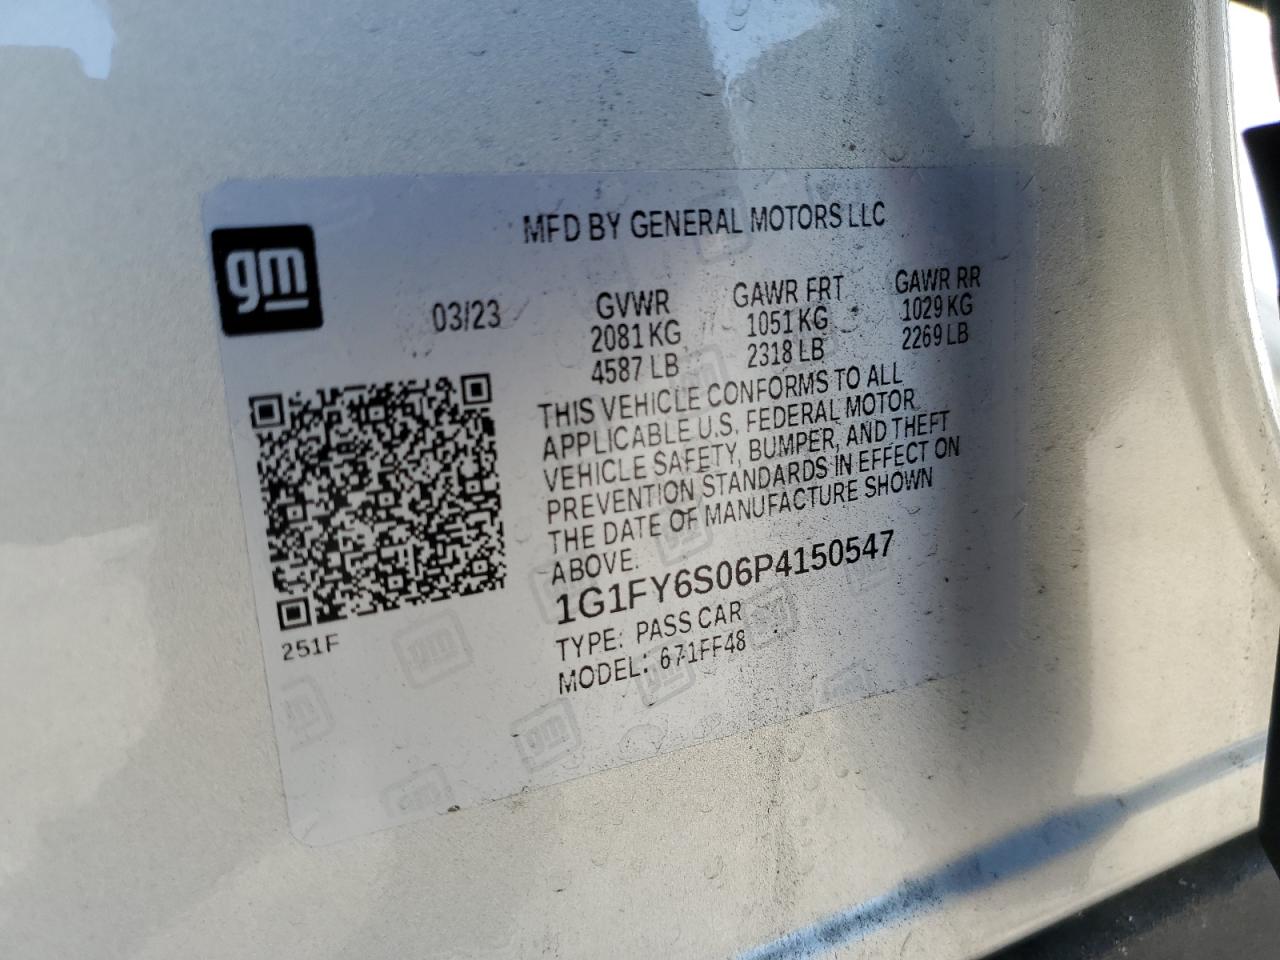 gm
MFD BY GENERAL MOTORS LLC
03/23 GVWR GAWR FRT GAWR RR
2081 KG 1051 KG 1029 KG
4587 LB 2318 LB 2269 LB
THIS VEHICLE CONFORMS TO ALL
APPLICABLE U.S. FEDERAL MOTOR
VEHICLE SAFETY, BUMPER, AND THEFT
PREVENTION STANDARDS IN EFFECT ON
THE DATE OF MANUFACTURE SHOWN
ABOVE.
1G1FY6S06P4150547
TYPE: PASS CAR
MODEL: 671FF48
251F